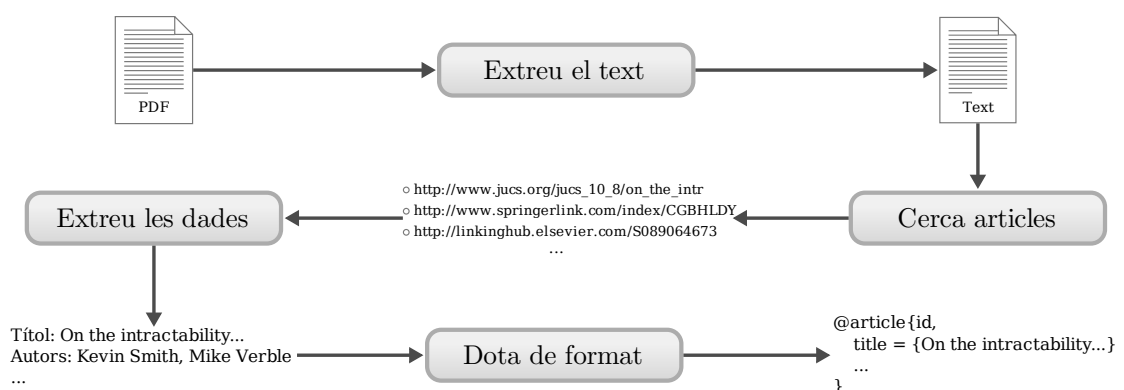 PDF
Extreu el text
Text
○ http://www.jucs.org/jucs_10_8/on_the_intr
○ http://www.springerlink.com/index/CGBHLDY
○ http://linkinghub.elsevier.com/S089064673
...
Extreu les dades
Cerca articles
Títol: On the intractability...
Autors: Kevin Smith, Mike Verble
...
Dota de format
@article{id,
title = {On the intractability...}
...
}